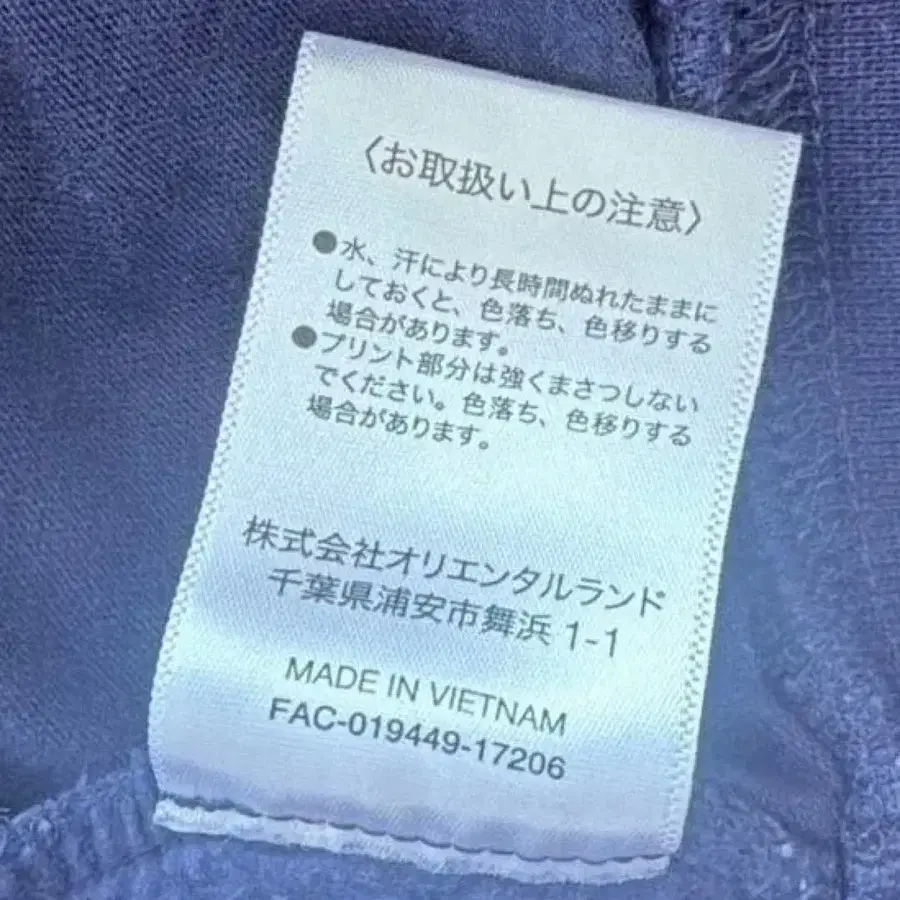 〈お取扱い上の注意〉
●水、汗により長時間ぬれたままに
しておくと、色落ち、色移りする
場合があります。
●プリント部分は強くまさつしない
でください。色落ち、色移りする
場合があります。
株式会社オリエンタルランド
千葉県浦安市舞浜 1-1
MADE IN VIETNAM
FAC-019449-17206